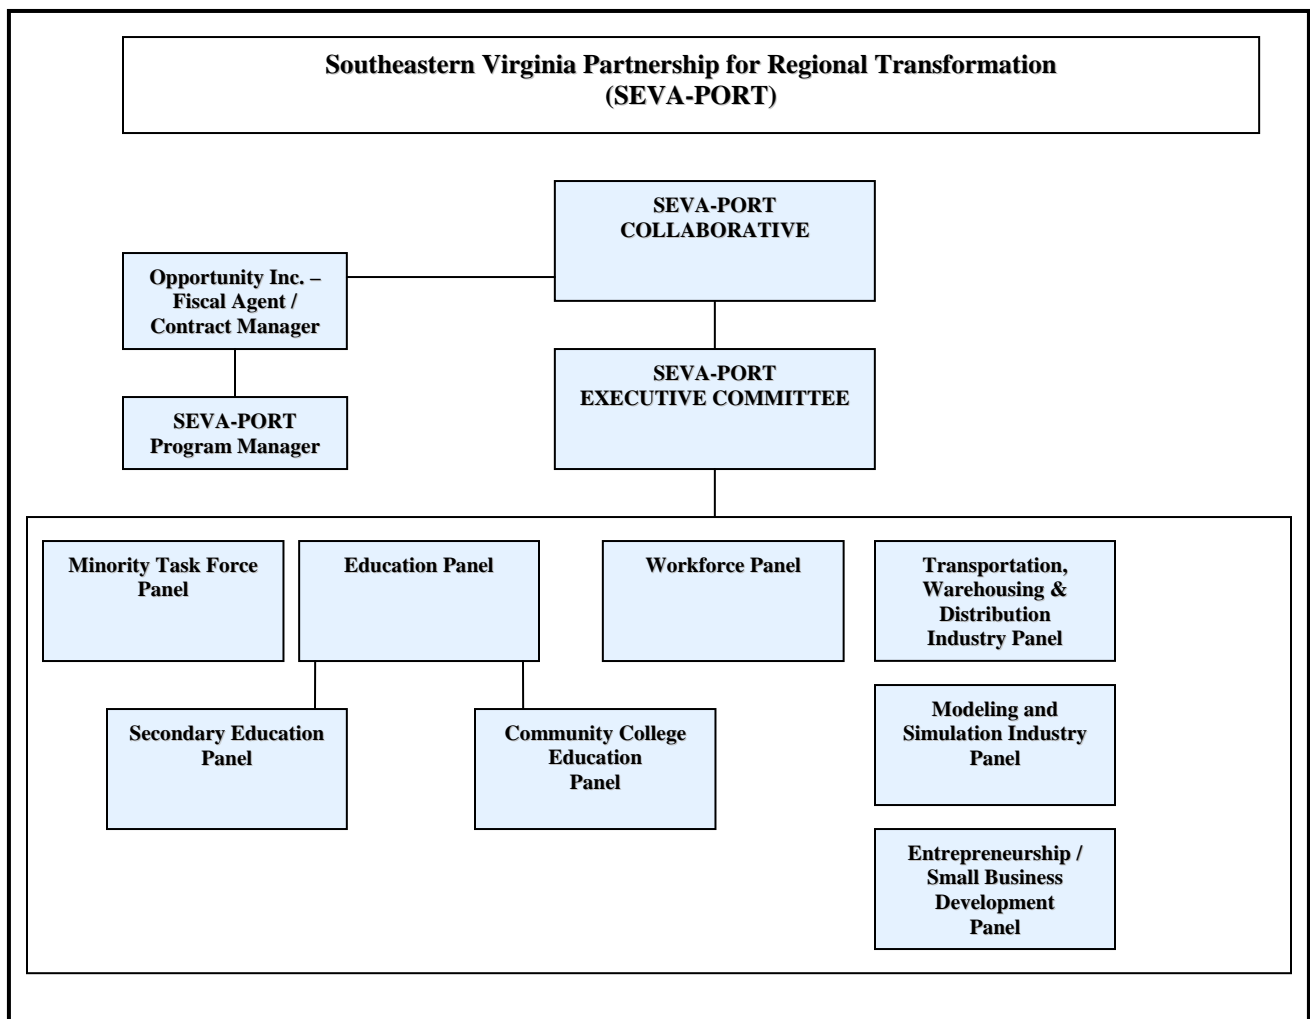 Southeastern Virginia Partnership for Regional Transformation
(SEVA-PORT)
SEVA-PORT
COLLABORATIVE
Opportunity Inc. –
Fiscal Agent /
Contract Manager
SEVA-PORT
EXECUTIVE COMMITTEE
SEVA-PORT
Program Manager
Minority Task Force
Panel
Education Panel
Workforce Panel
Transportation,
Warehousing &
Distribution
Industry Panel
Secondary Education
Panel
Community College
Education
Panel
Modeling and
Simulation Industry
Panel
Entrepreneurship /
Small Business
Development
Panel